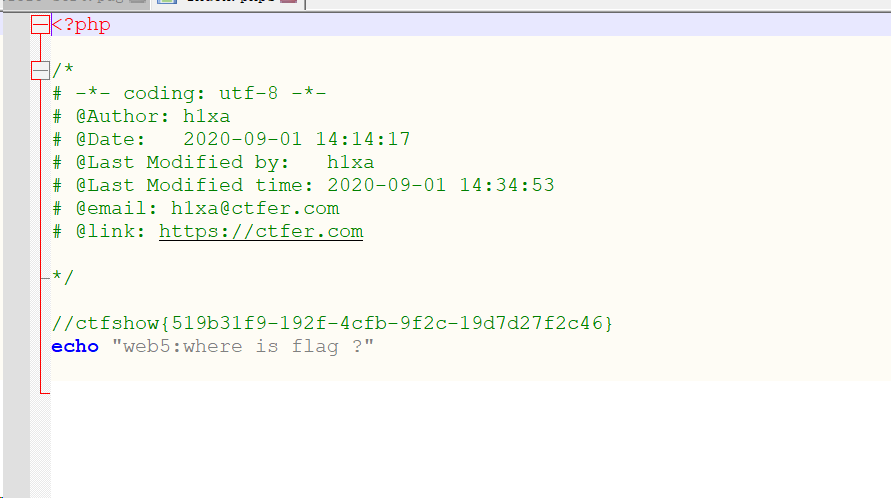 <?php
/*
# -*- coding: utf-8 -*-
# @Author: h1xa
# @Date:   2020-09-01 14:14:17
# @Last Modified by:   h1xa
# @Last Modified time: 2020-09-01 14:34:53
# @email: h1xa@ctfer.com
# @link: https://ctfer.com
*/
//ctfshow{519b31f9-192f-4cfb-9f2c-19d7d27f2c46}
echo "web5:where is flag ?"